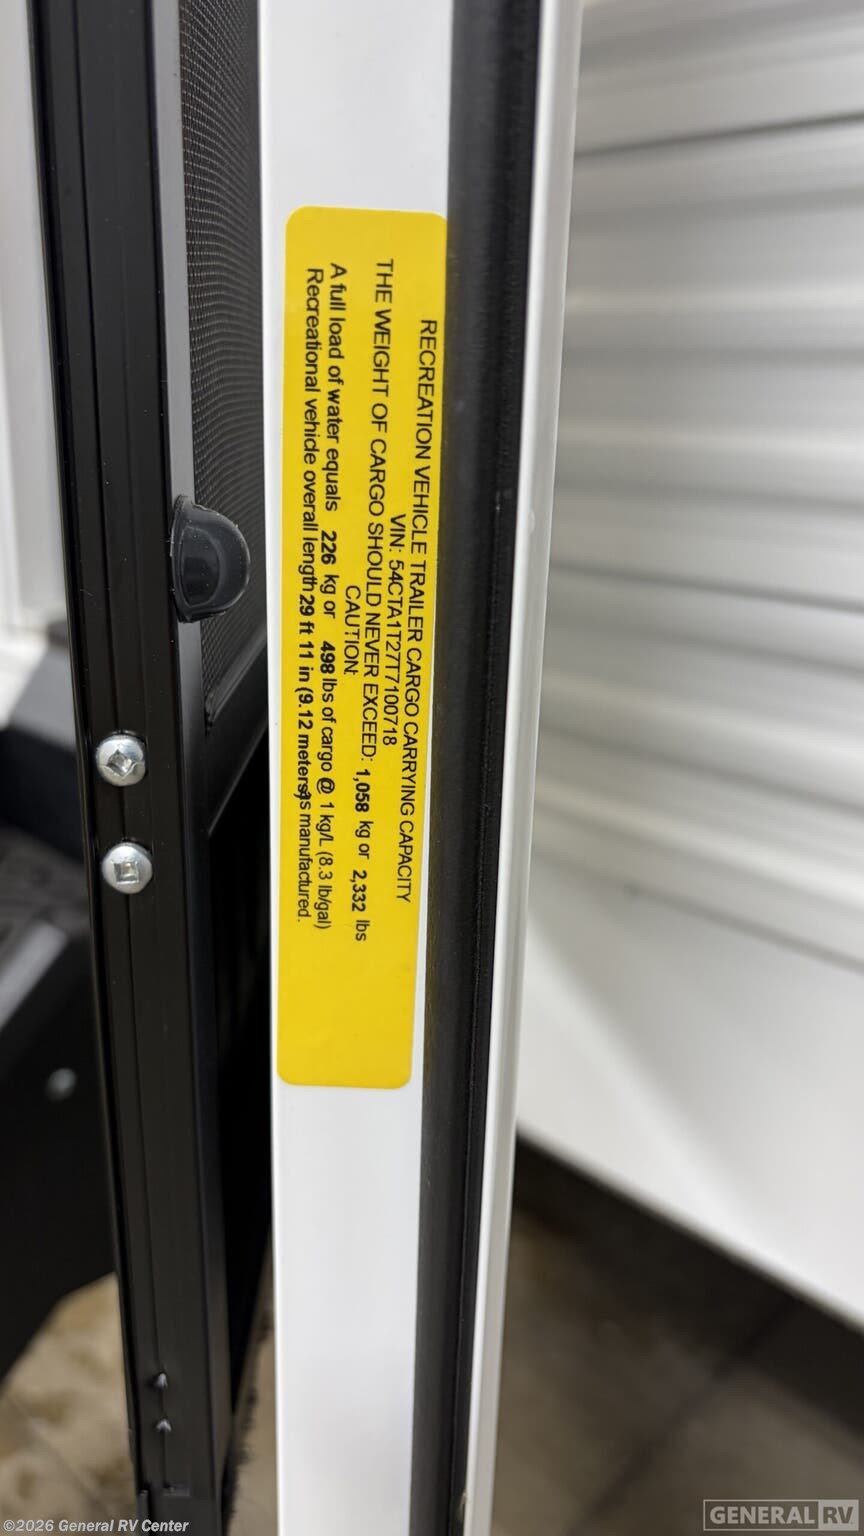 RECREATION VEHICLE TRAILER CARGO CARRYING CAPACITY
VIN: 54CTA1T27T7100718
THE WEIGHT OF CARGO SHOULD NEVER EXCEED: 1,058 kg or 2,332 lbs
CAUTION:
A full load of water equals 226 kg or 498 lbs of cargo @ 1 kg/L (8.3 lb/gal)
Recreational vehicle overall length 29 ft 11 in (9.12 meters) as manufactured.
©2026 General RV Center
GENERAL RV